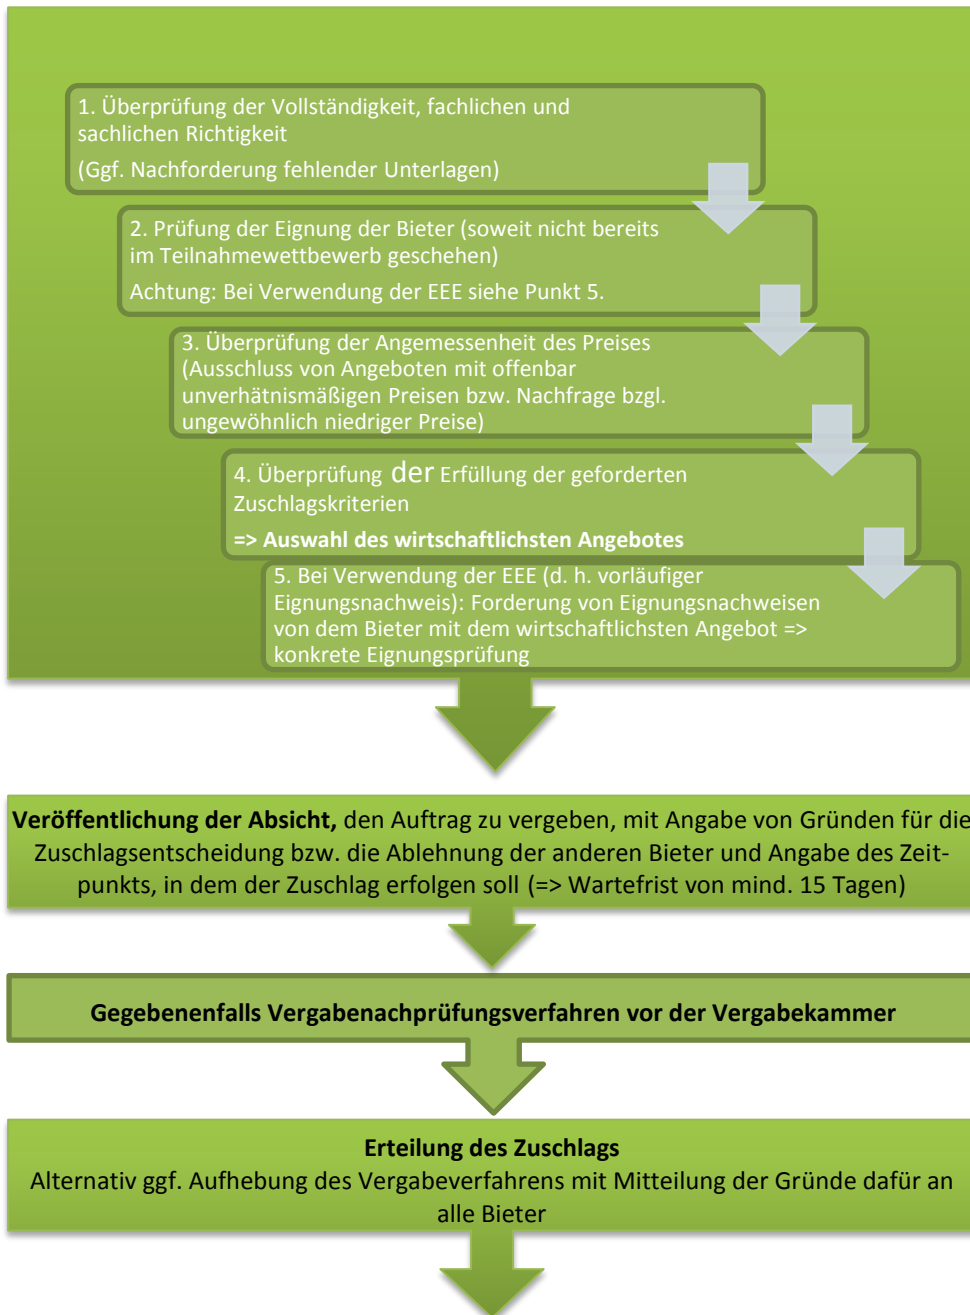 1. Überprüfung der Vollständigkeit, fachlichen und
sachlichen Richtigkeit
(Ggf. Nachforderung fehlender Unterlagen)
2. Prüfung der Eignung der Bieter (soweit nicht bereits
im Teilnahmewettbewerb geschehen)
Achtung: Bei Verwendung der EEE siehe Punkt 5.
3. Überprüfung der Angemessenheit des Preises
(Ausschluss von Angeboten mit offenbar
unverhätnismäßigen Preisen bzw. Nachfrage bzgl.
ungewöhnlich niedriger Preise)
4. Überprüfung der Erfüllung der geforderten
Zuschlagskriterien
=> Auswahl des wirtschaftlichsten Angebotes
5. Bei Verwendung der EEE (d. h. vorläufiger
Eignungsnachweis): Forderung von Eignungsnachweisen
von dem Bieter mit dem wirtschaftlichsten Angebot =>
konkrete Eignungsprüfung
Veröffentlichung der Absicht, den Auftrag zu vergeben, mit Angabe von Gründen für die
Zuschlagsentscheidung bzw. die Ablehnung der anderen Bieter und Angabe des Zeit-
punkts, in dem der Zuschlag erfolgen soll (=> Wartefrist von mind. 15 Tagen)
Gegebenenfalls Vergabenachprüfungsverfahren vor der Vergabekammer
Erteilung des Zuschlags
Alternativ ggf. Aufhebung des Vergabeverfahrens mit Mitteilung der Gründe dafür an
alle Bieter